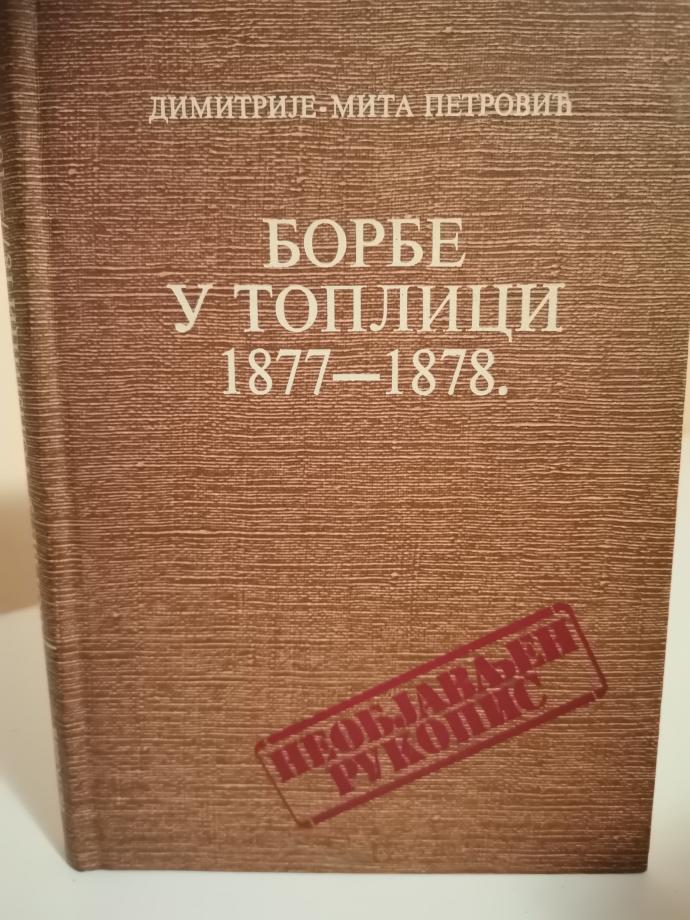 ДИМИТРИЈЕ-МИТА ПЕТРОВИЋ
БОРБЕ
У ТОПЛИЦИ
1877—1878.
НЕОБЈАВЉЕН
РУКОПИС